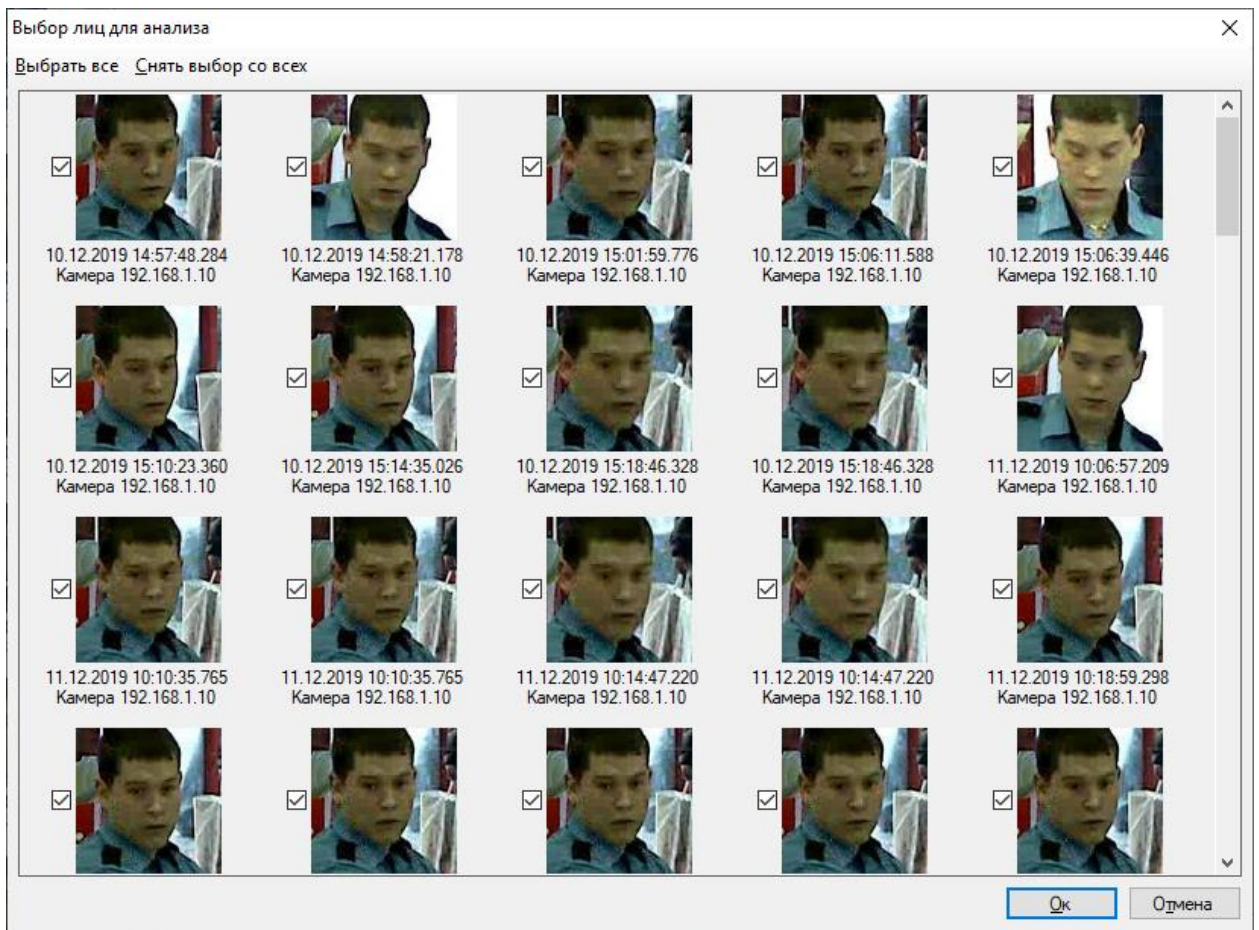 Выбор лиц для анализа
Выбрать все Снять выбор со всех
10.12.2019 14:57:48.284 10.12.2019 14:58:21.178 10.12.2019 15:01:59.776 10.12.2019 15:06:11.588 10.12.2019 15:06:39.446
Камера 192.168.1.10 Камера 192.168.1.10 Камера 192.168.1.10 Камера 192.168.1.10 Камера 192.168.1.10
10.12.2019 15:10:23.360 10.12.2019 15:14:35.026 10.12.2019 15:18:46.328 10.12.2019 15:18:46.328 11.12.2019 10:06:57.209
Камера 192.168.1.10 Камера 192.168.1.10 Камера 192.168.1.10 Камера 192.168.1.10 Камера 192.168.1.10
11.12.2019 10:10:35.765 11.12.2019 10:10:35.765 11.12.2019 10:14:47.220 11.12.2019 10:14:47.220 11.12.2019 10:18:59.298
Камера 192.168.1.10 Камера 192.168.1.10 Камера 192.168.1.10 Камера 192.168.1.10 Камера 192.168.1.10
Ок Отмена